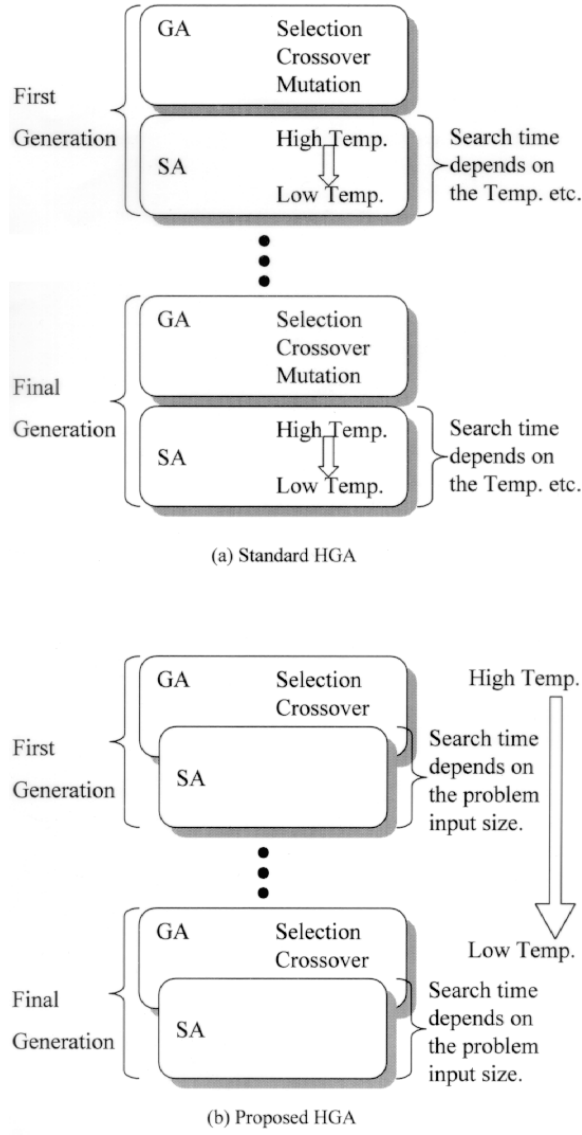 GA Selection
Crossover
Mutation
First
Generation
High Temp.
SA
Low Temp.
Search time
depends on
the Temp. etc.
GA Selection
Crossover
Mutation
Final
Generation
High Temp.
SA
Low Temp.
Search time
depends on
the Temp. etc.
(a) Standard HGA
GA Selection
Crossover
First
Generation
SA
Search time
depends on
the problem
input size.
High Temp.
GA Selection
Crossover
Final
Generation
SA
Low Temp.
Search time
depends on
the problem
input size.
(b) Proposed HGA